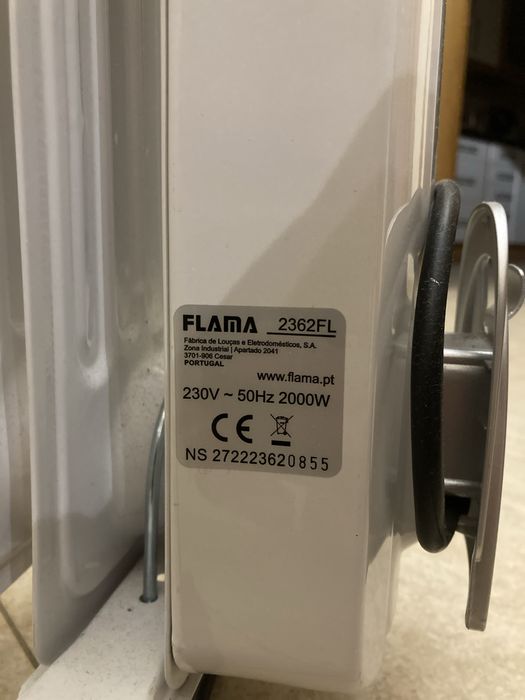 FLAMA 2362FL
Fábrica de Louças e Eletrodomésticos, S.A.
Zona Industrial | Apartado 2041
3701-906 Cesar
PORTUGAL
www.flama.pt
230V ~ 50Hz 2000W
CE
NS 272223620855